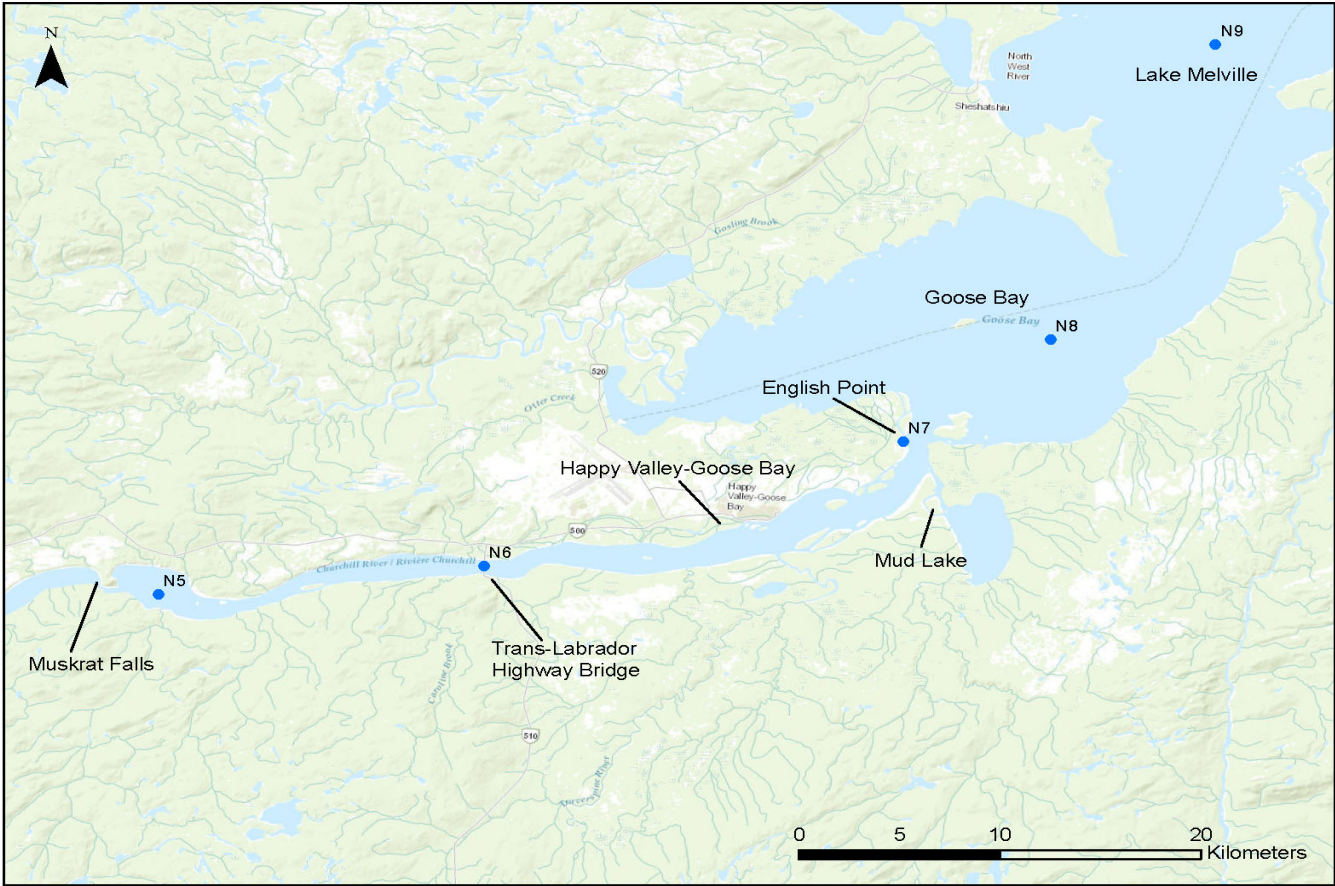 N
N9
North
West
River
Lake Melville
Sheshatshiu
Gosling Brook
Goose Bay
Goose Bay
N8
520
English Point
Otter Creek
N7
Happy Valley-Goose Bay
Happy
Valley-Goose
Bay
500
Mud Lake
N6
Churchill River / Rivière Churchill
N5
Trans-Labrador
Highway Bridge
Muskrat Falls
Caroline Brook
510
0
5
10
20
Kilometers